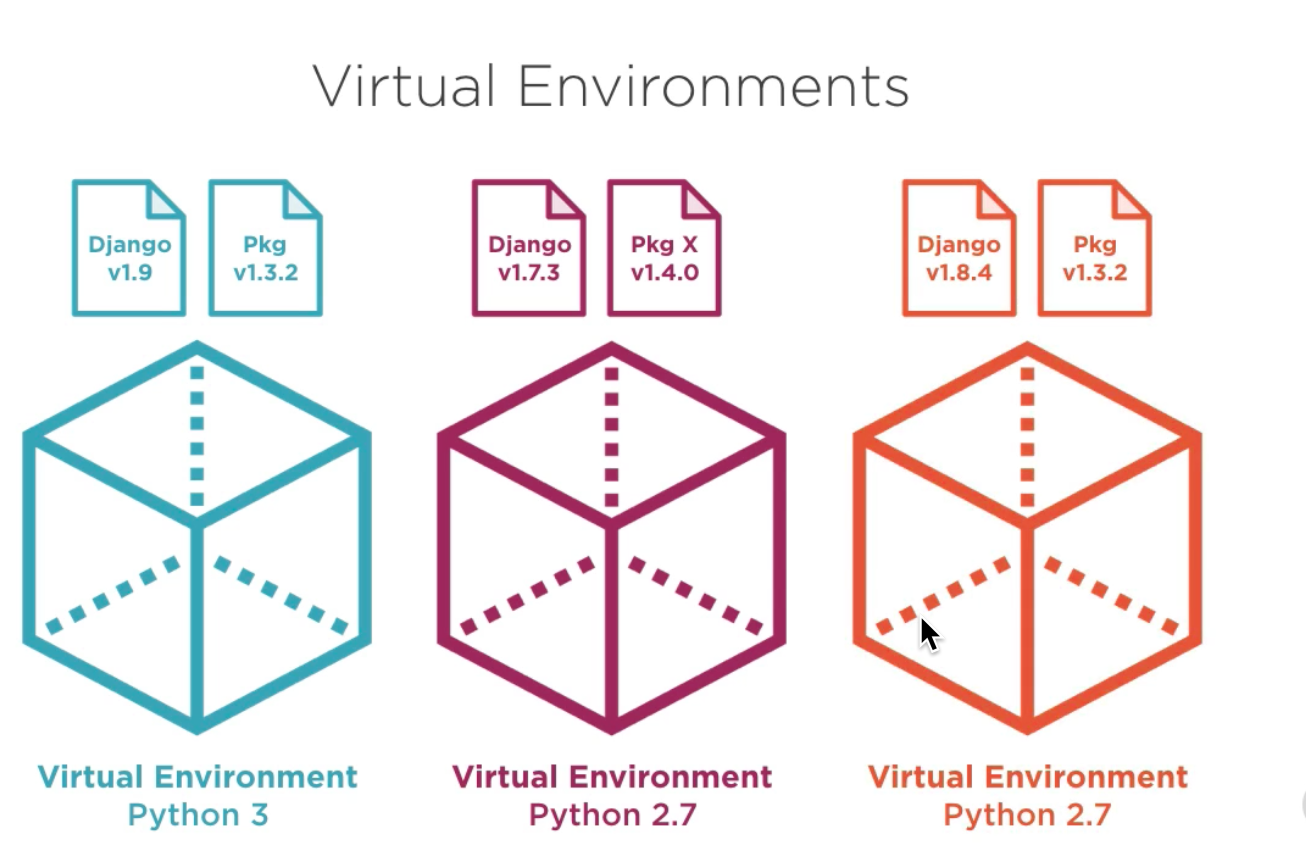 Virtual Environments
Django
v1.9
Pkg
v1.3.2
Django
v1.7.3
Pkg X
v1.4.0
Django
v1.8.4
Pkg
v1.3.2
Virtual Environment
Python 3
Virtual Environment
Python 2.7
Virtual Environment
Python 2.7